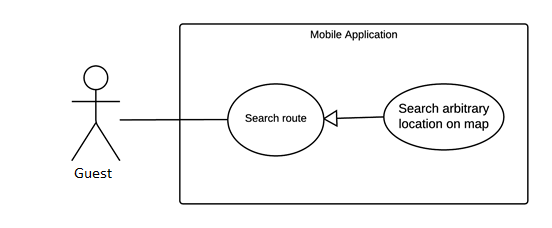 Mobile Application
Search route
Search arbitrary
location on map
Guest